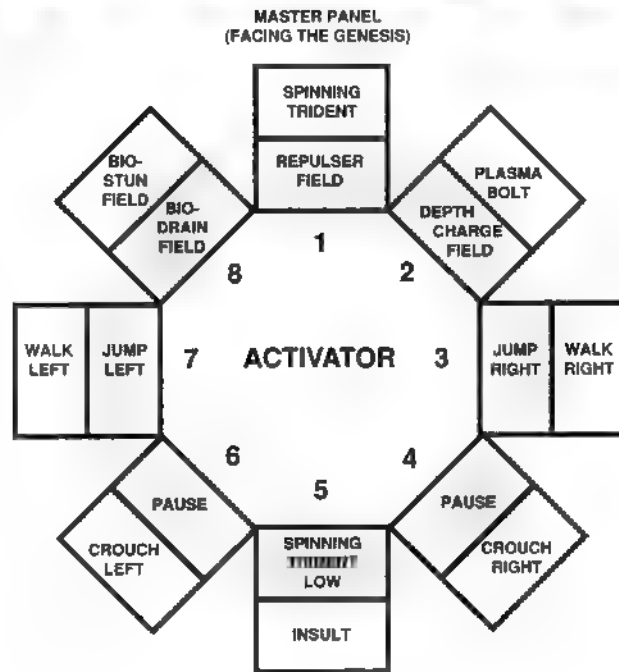 MASTER PANEL
(FACING THE GENESIS)
SPINNING
TRIDENT
REPULSER
FIELD
1
PLASMA
BOLT
DEPTH
CHARGE
FIELD
2
JUMP
RIGHT
WALK
RIGHT
3
PAUSE
CROUCH
RIGHT
4
SPINNING
LOW
INSULT
5
PAUSE
CROUCH
LEFT
6
WALK
LEFT
JUMP
LEFT
7
BIO-
STUN
FIELD
BIO-
DRAIN
FIELD
8
ACTIVATOR